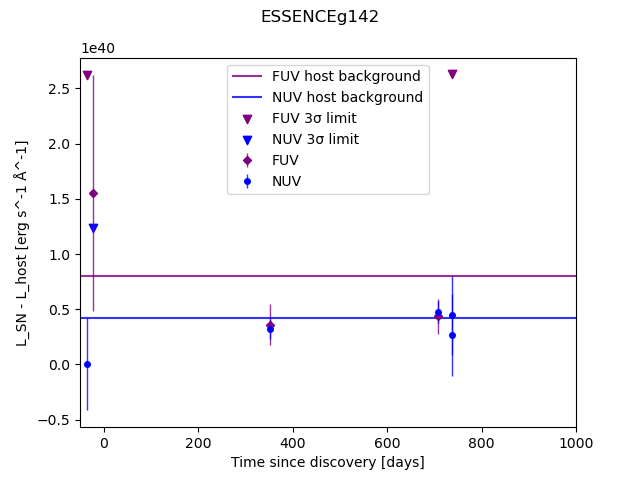 ESSENCEg142
1e40
FUV host background
NUV host background
FUV 3σ limit
NUV 3σ limit
FUV
NUV
2.5
2.0
1.5
1.0
0.5
0.0
−0.5
L_SN - L_host [erg s^-1 Å^-1]
0
200
400
600
800
1000
Time since discovery [days]